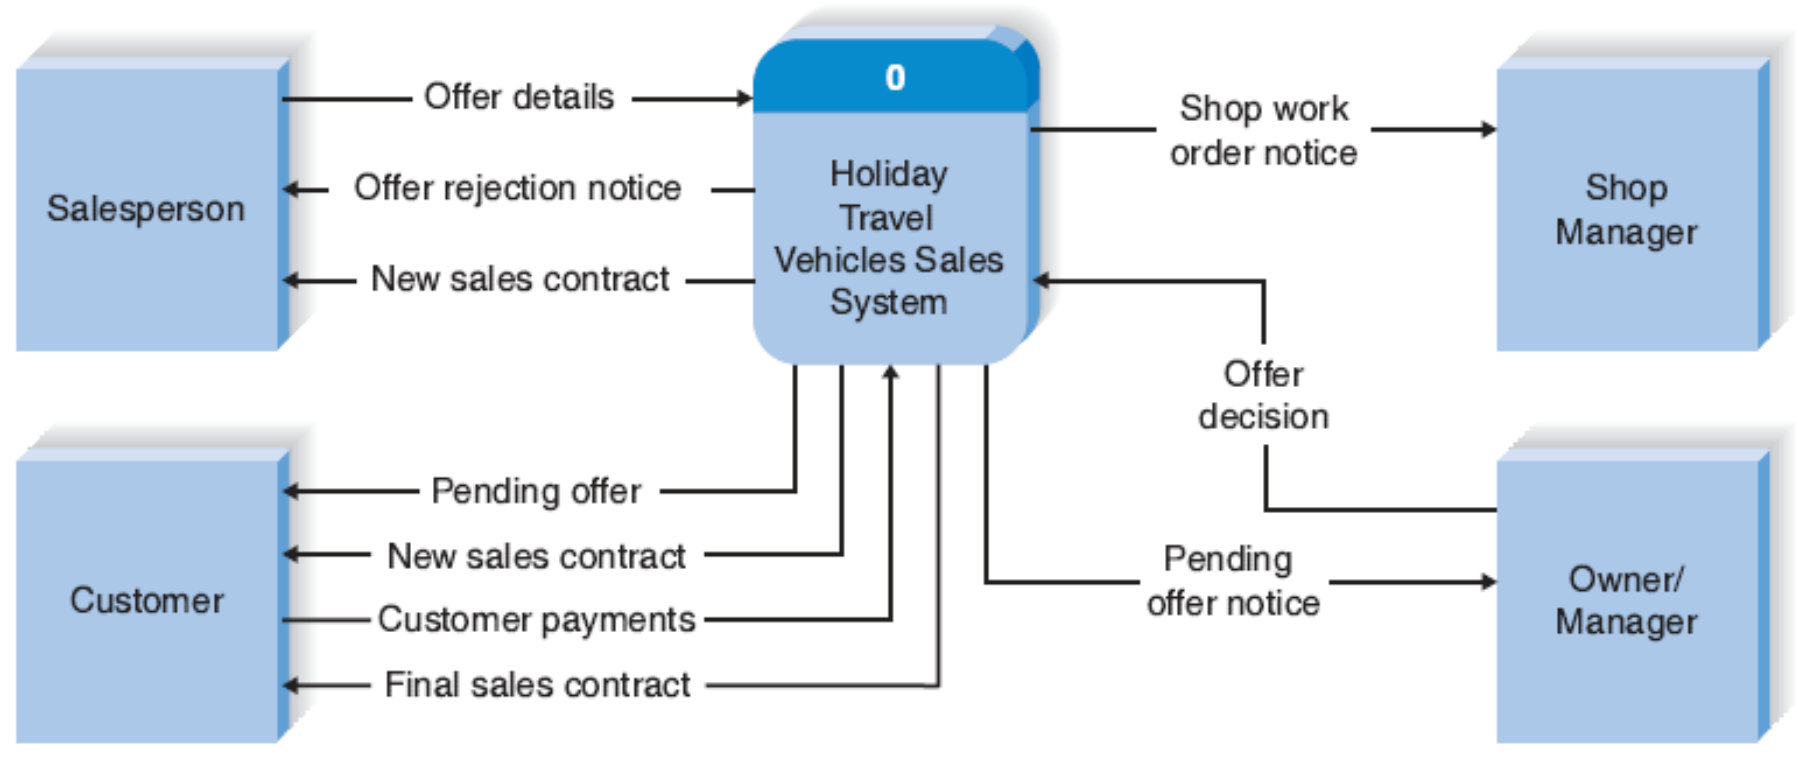 Salesperson
Offer details
Offer rejection notice
New sales contract
0
Holiday
Travel
Vehicles Sales
System
Shop work
order notice
Shop
Manager
Offer
decision
Customer
Pending offer
New sales contract
Customer payments
Final sales contract
Pending
offer notice
Owner/
Manager